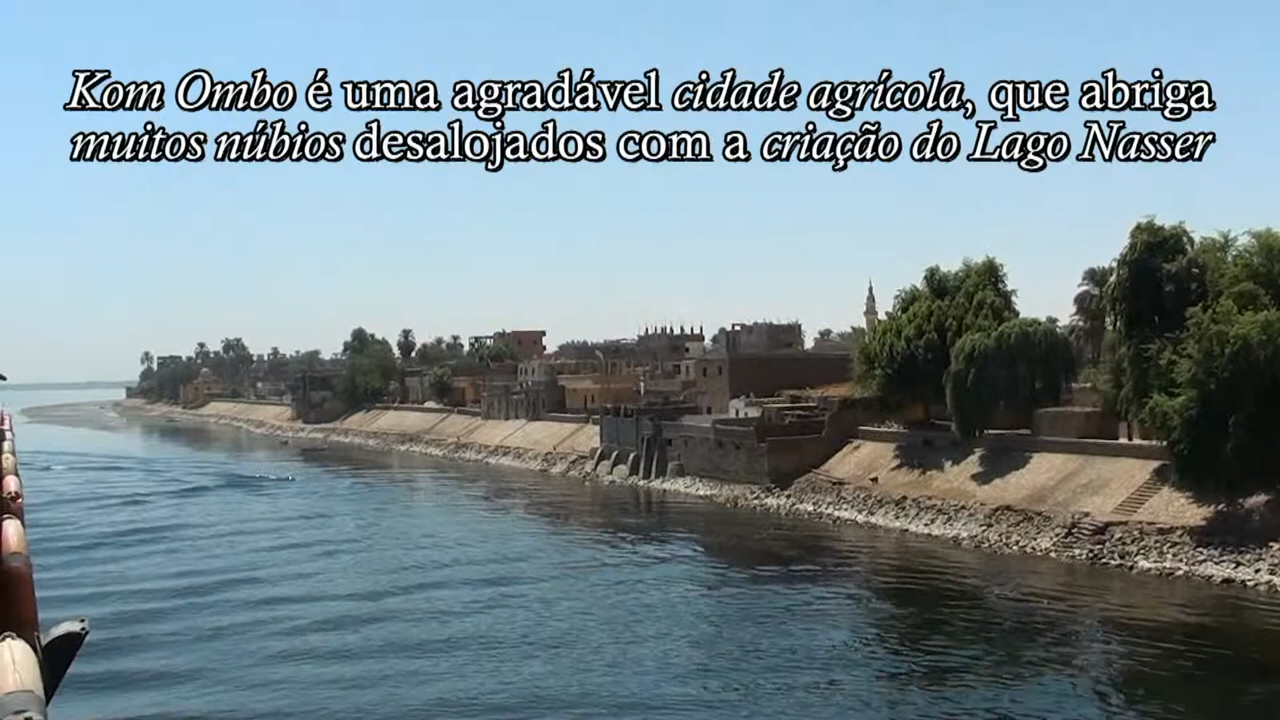 Kom Ombo é uma agradável cidade agrícola, que abriga
muitos núbios desalojados com a criação do Lago Nasser